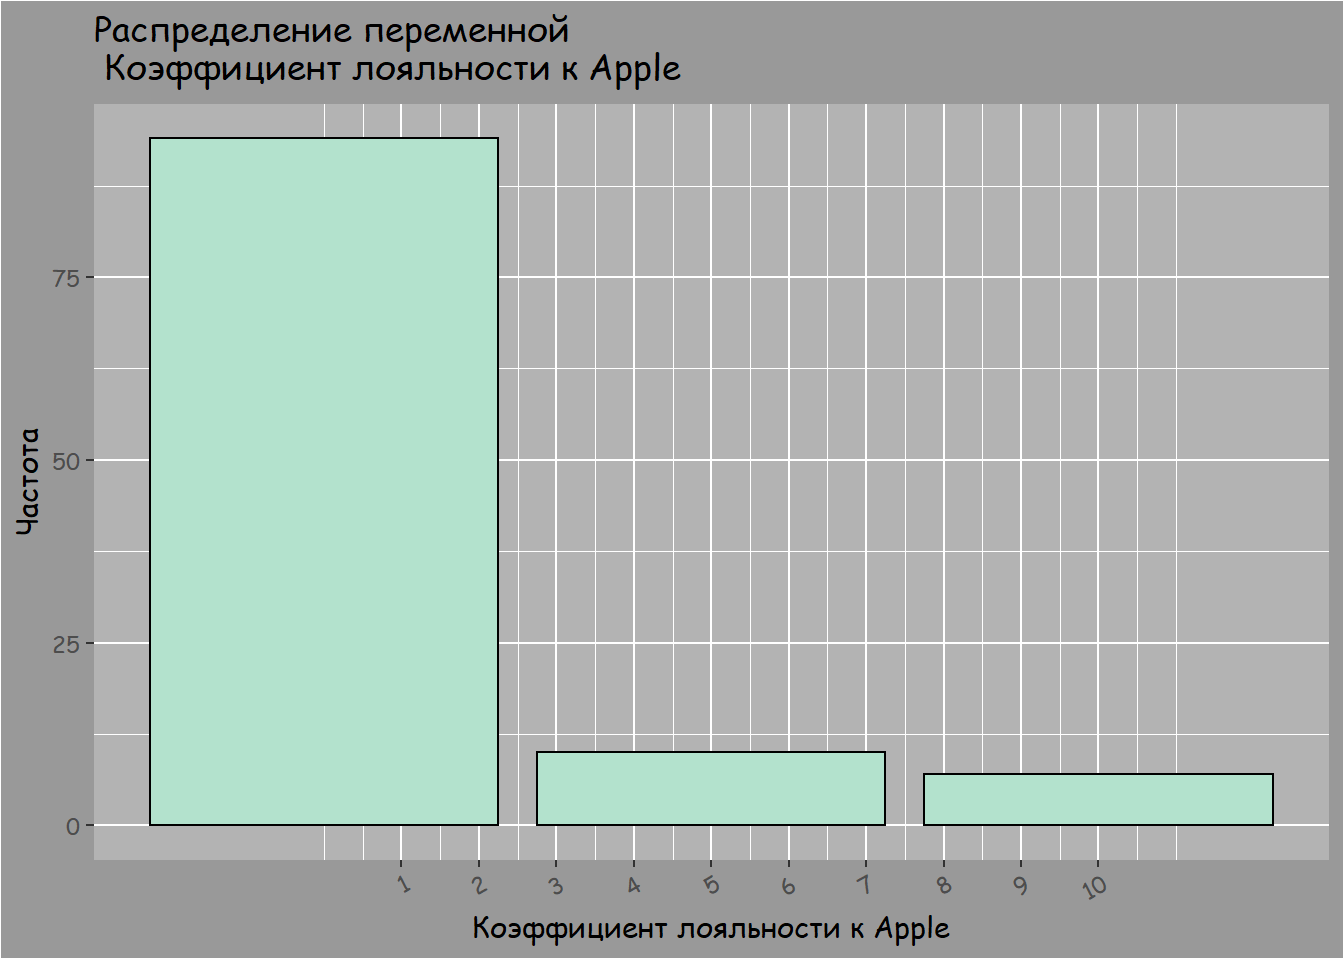 Распределение переменной
Коэффициент лояльности к Apple
Частота
75
50
25
0
1 2 3 4 5 6 7 8 9 10
Коэффициент лояльности к Apple